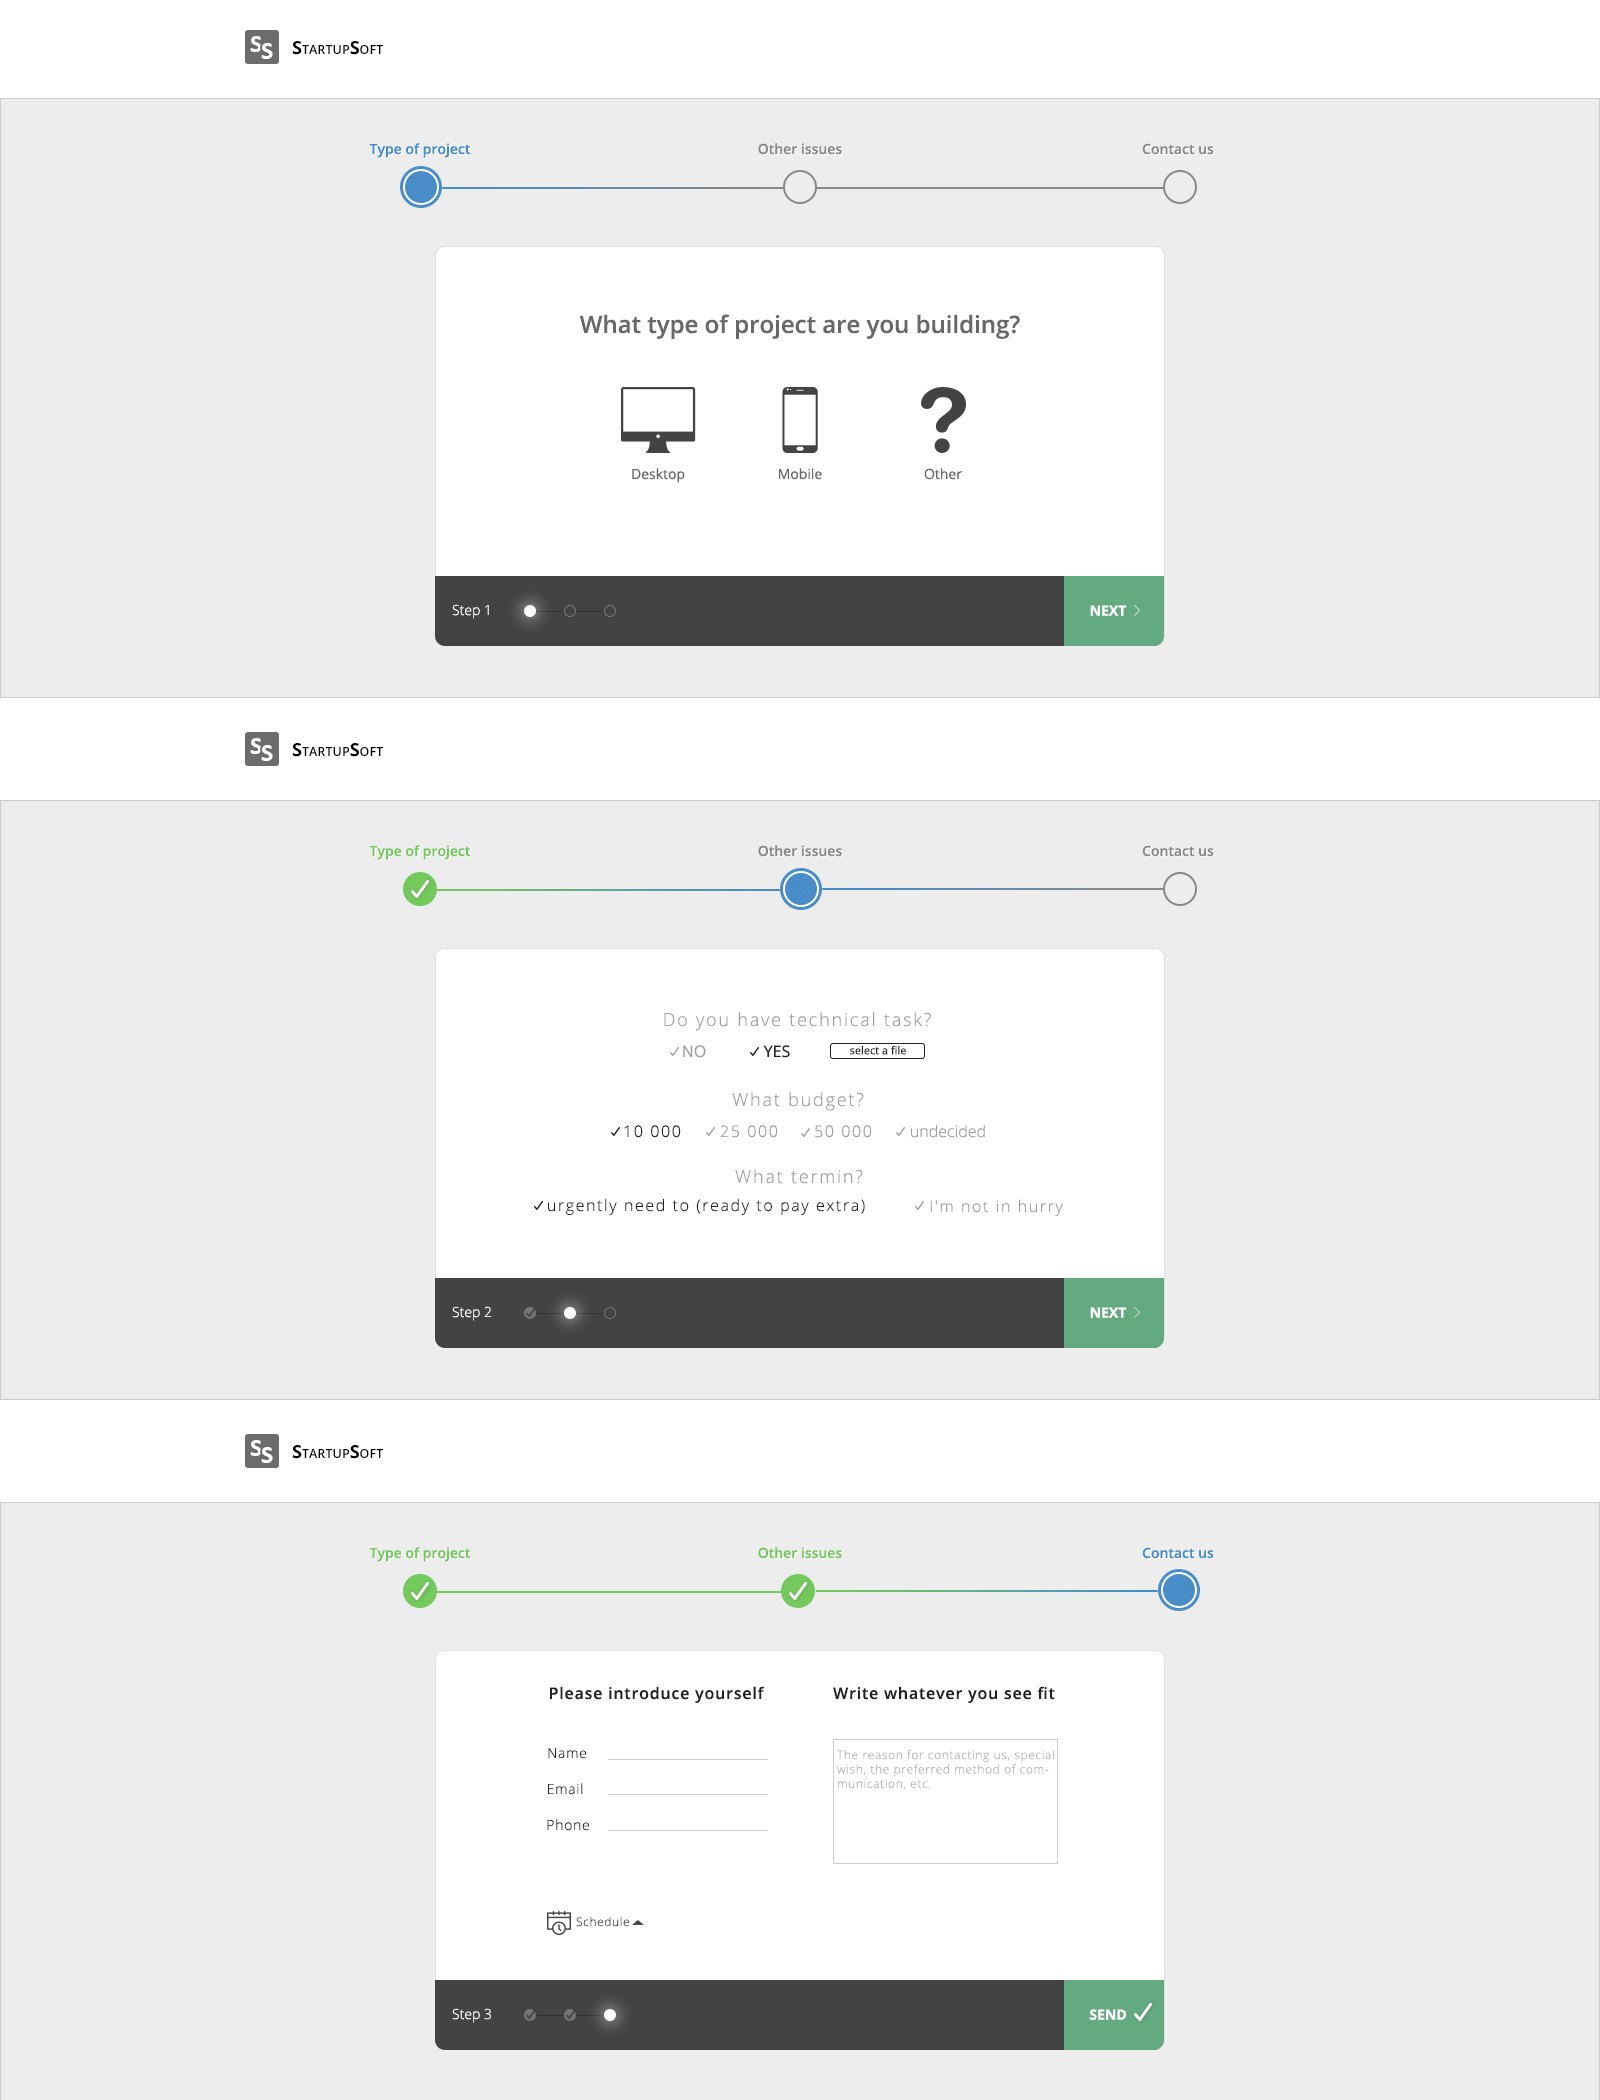 SS StartupSoft
Type of project Other issues Contact us
What type of project are you building?
Desktop Mobile Other
Step 1 NEXT
SS StartupSoft
Type of project Other issues Contact us
Do you have technical task?
NO YES select a file
What budget?
10 000 25 000 50 000 undecided
What termin?
urgently need to (ready to pay extra) I'm not in hurry
Step 2 NEXT
SS StartupSoft
Type of project Other issues Contact us
Please introduce yourself
Name
Email
Phone
Schedule
Write whatever you see fit
The reason for contacting us, special
wish, the preferred method of com-
munication, etc.
Step 3 SEND